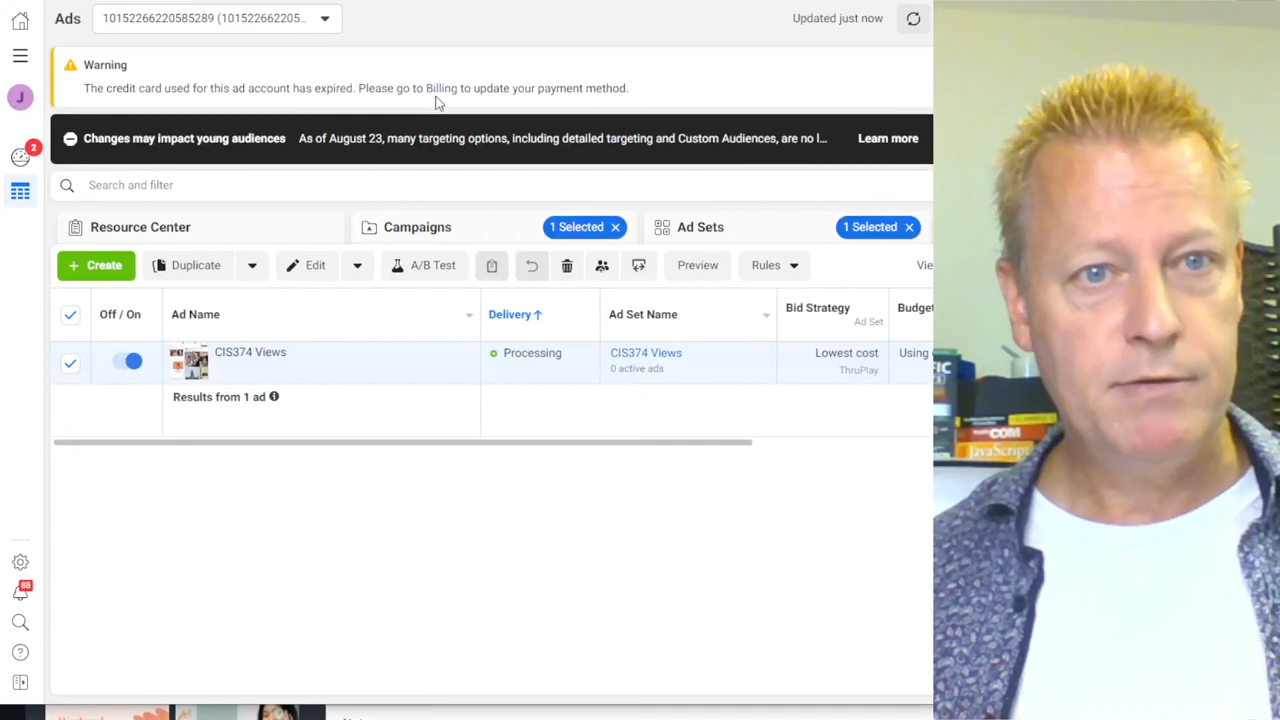 Ads
10152266220585289 (10152266205...
Updated just now
Warning
The credit card used for this ad account has expired. Please go to Billing to update your payment method.
J
Changes may impact young audiences As of August 23, many targeting options, including detailed targeting and Custom Audiences, are no l... Learn more
2
Search and filter
Resource Center
Campaigns
1 Selected
Ad Sets
1 Selected
+ Create
Duplicate
Edit
A/B Test
Preview
Rules
Off / On
Ad Name
Delivery ↑
Ad Set Name
Bid Strategy
Ad Set
Budget
CIS374 Views
Processing
CIS374 Views
0 active ads
Lowest cost
ThruPlay
Using
Results from 1 ad
COM
JavaScript
88